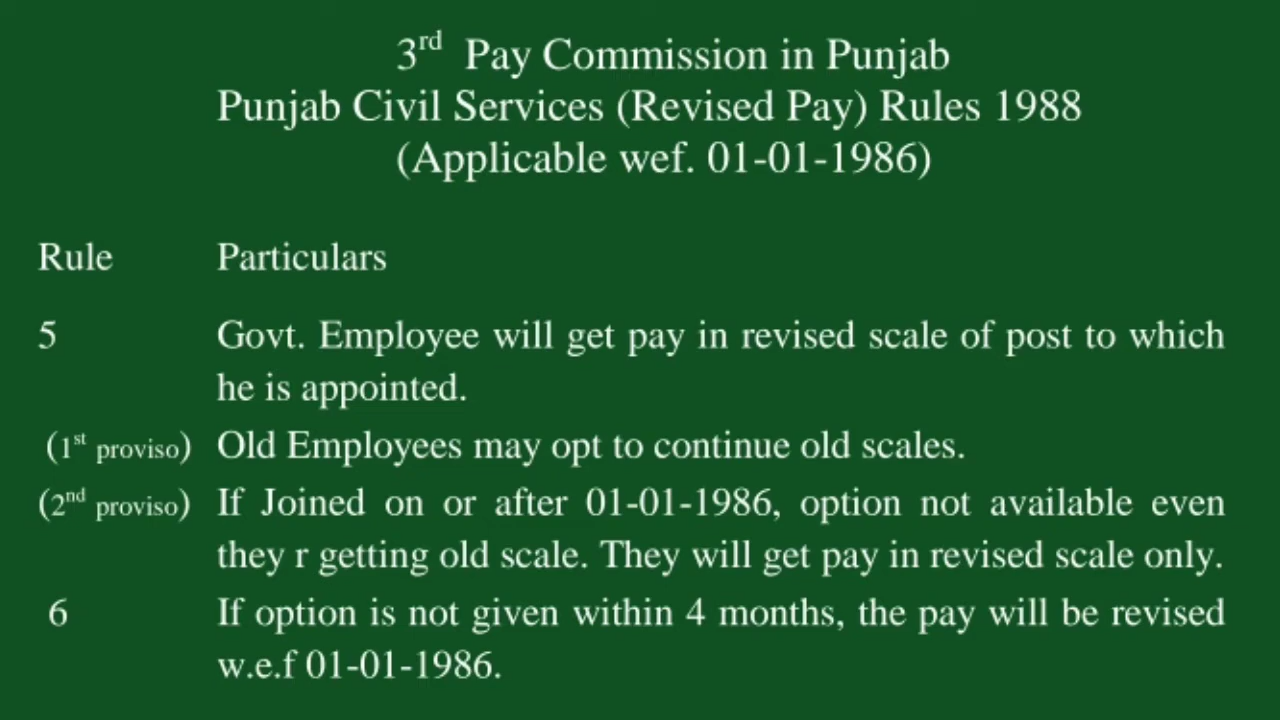 3rd Pay Commission in Punjab
Punjab Civil Services (Revised Pay) Rules 1988
(Applicable wef. 01-01-1986)
Rule Particulars
5 Govt. Employee will get pay in revised scale of post to which
he is appointed.
(1st proviso) Old Employees may opt to continue old scales.
(2nd proviso) If Joined on or after 01-01-1986, option not available even
they r getting old scale. They will get pay in revised scale only.
6 If option is not given within 4 months, the pay will be revised
w.e.f 01-01-1986.